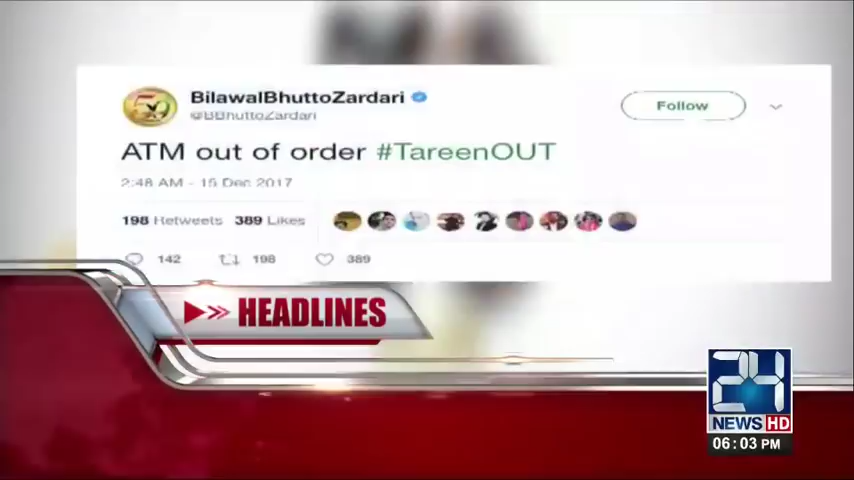 50
BilawalBhuttoZardari
@BBhuttoZardari
Follow
ATM out of order #TareenOUT
2:48 AM - 15 Dec 2017
198 Retweets 389 Likes
142 198 389
HEADLINES
24
NEWS HD
06:03 PM